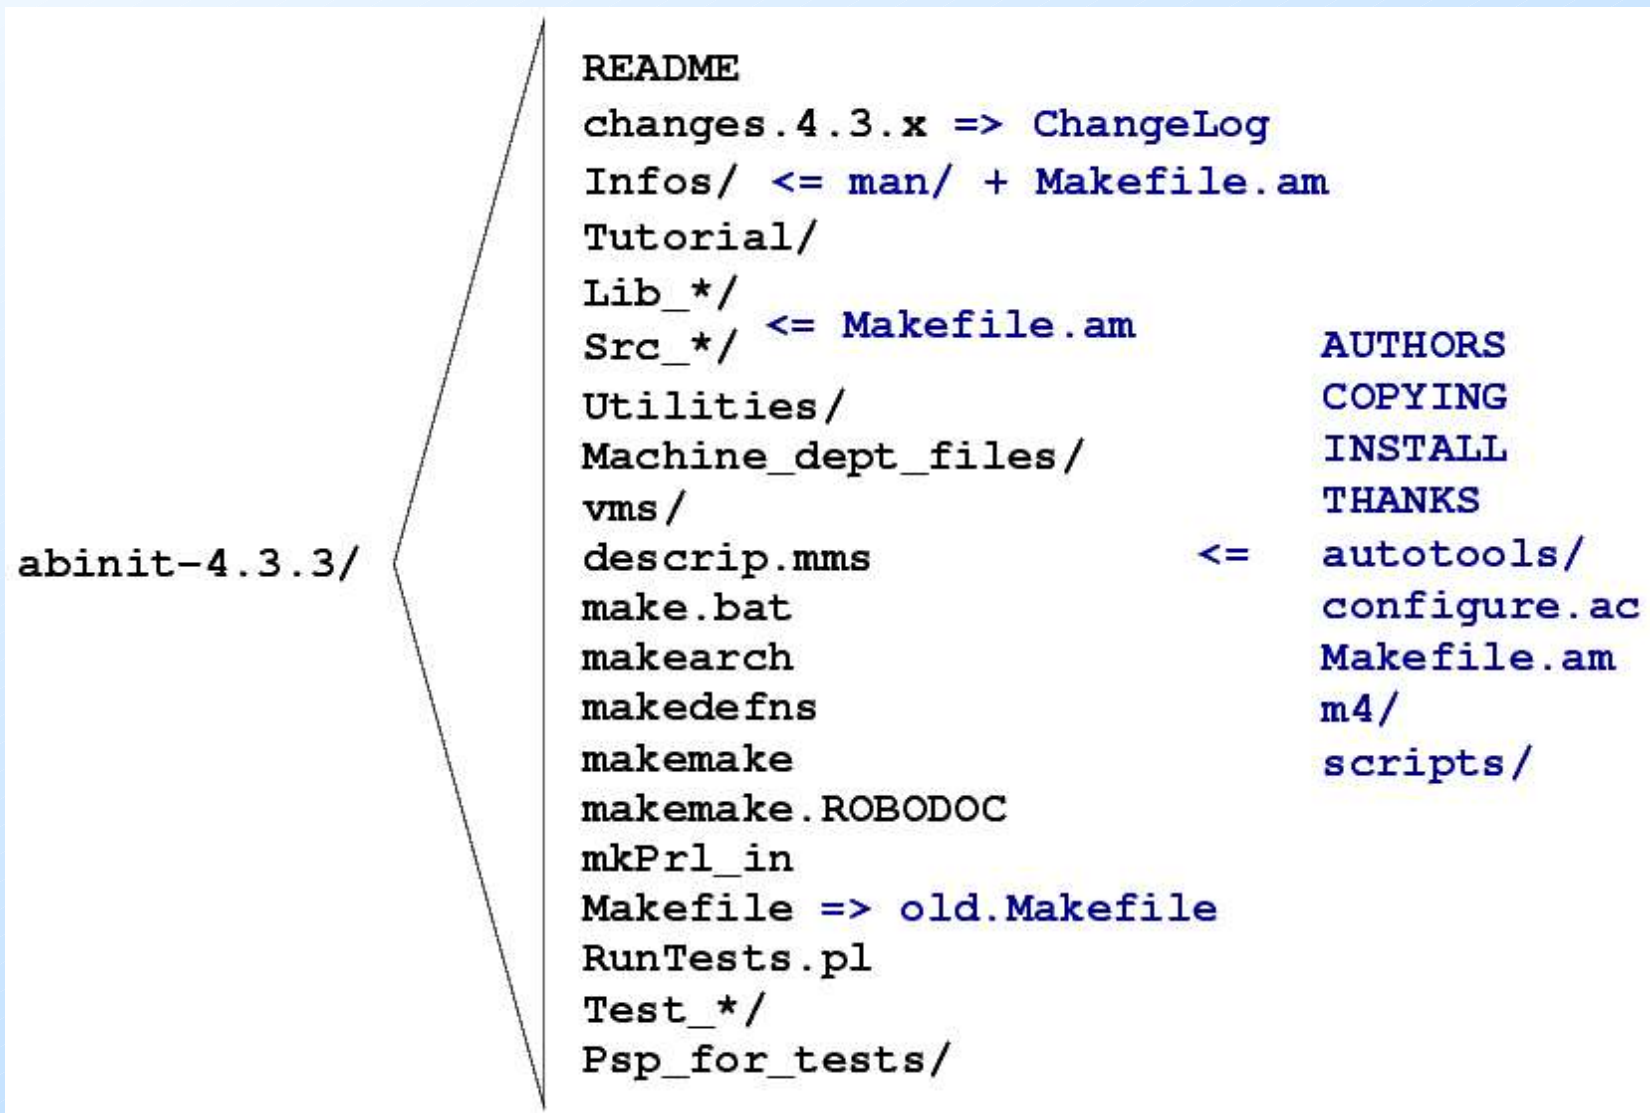 abinit-4.3.3/
README
changes.4.3.x => ChangeLog
Infos/ <= man/ + Makefile.am
Tutorial/
Lib_*/
Src_*/
<= Makefile.am
Utilities/
Machine_dept_files/
vms/
descrip.mms
make.bat
makearch
makedefns
makemake
makemake.ROBODOC
mkPrl_in
Makefile => old.Makefile
RunTests.pl
Test_*/
Psp_for_tests/
<=
AUTHORS
COPYING
INSTALL
THANKS
autotools/
configure.ac
Makefile.am
m4/
scripts/